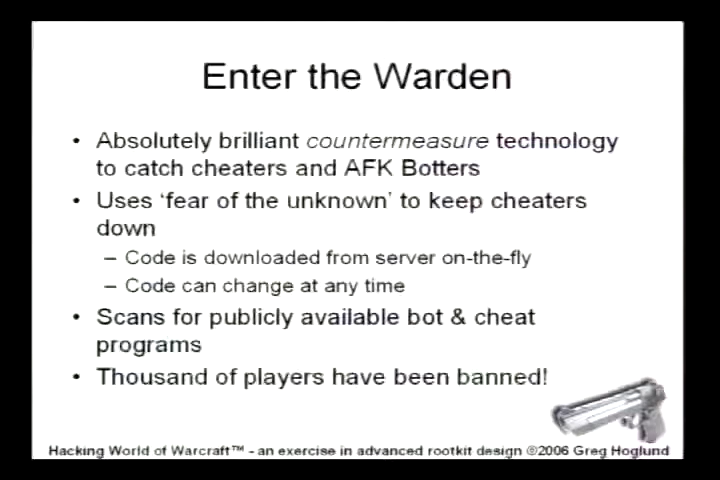 Enter the Warden
• Absolutely brilliant countermeasure technology
to catch cheaters and AFK Botters
• Uses ‘fear of the unknown’ to keep cheaters
down
– Code is downloaded from server on-the-fly
– Code can change at any time
• Scans for publicly available bot & cheat
programs
• Thousand of players have been banned!
Hacking World of Warcraft™ - an exercise in advanced rootkit design ©2006 Greg Hoglund